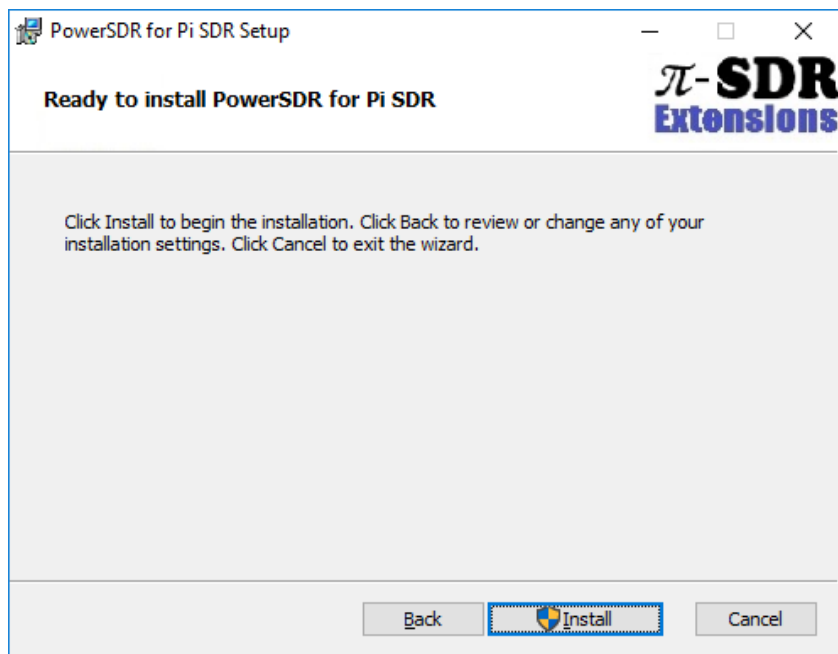 PowerSDR for Pi SDR Setup
π-SDR
Extensions
Ready to install PowerSDR for Pi SDR
Click Install to begin the installation. Click Back to review or change any of your
installation settings. Click Cancel to exit the wizard.
Back
Install
Cancel